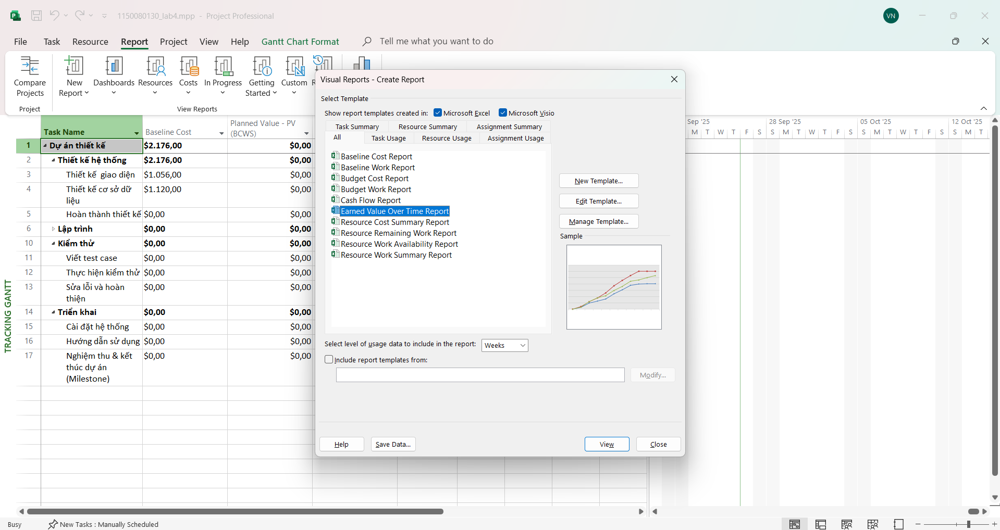 1150080130_lab4.mpp - Project Professional
VN
File Task Resource Report Project View Help Gantt Chart Format Tell me what you want to do
Compare Projects
New Report
Dashboards
Resources
Costs
In Progress
Getting Started
Custom
Project
View Reports
Task Name Baseline Cost Planned Value - PV (BCWS)
1 Dự án thiết kế $2.176,00 $0,00
2 Thiết kế hệ thống $2.176,00 $0,00
3 Thiết kế giao diện $1.056,00 $0,00
4 Thiết kế cơ sở dữ $1.120,00 $0,00
liệu
5 Hoàn thành thiết kế $0,00 $0,00
6 Lập trình $0,00 $0,00
10 Kiểm thử $0,00 $0,00
11 Viết test case $0,00 $0,00
12 Thực hiện kiểm thử $0,00 $0,00
13 Sửa lỗi và hoàn $0,00 $0,00
thiện
14 Triển khai $0,00 $0,00
15 Cài đặt hệ thống $0,00 $0,00
16 Hướng dẫn sử dụng $0,00 $0,00
17 Nghiệm thu & kết $0,00 $0,00
thúc dự án
(Milestone)
TRACKING GANTT
Visual Reports - Create Report
Select Template
Show report templates created in: Microsoft Excel Microsoft Visio
Task Summary Resource Summary Assignment Summary
All Task Usage Resource Usage Assignment Usage
Baseline Cost Report
Baseline Work Report
Budget Cost Report
Budget Work Report
Cash Flow Report
Earned Value Over Time Report
Resource Cost Summary Report
Resource Remaining Work Report
Resource Work Availability Report
Resource Work Summary Report
New Template...
Edit Template...
Manage Template...
Sample
Select level of usage data to include in the report: Weeks
Include report templates from:
Modify...
Help Save Data... View Close
Sep '25 28 Sep '25 05 Oct '25 12 Oct '25
M T W T F S S M T W T F S S M T W T F S S M T
Busy New Tasks : Manually Scheduled